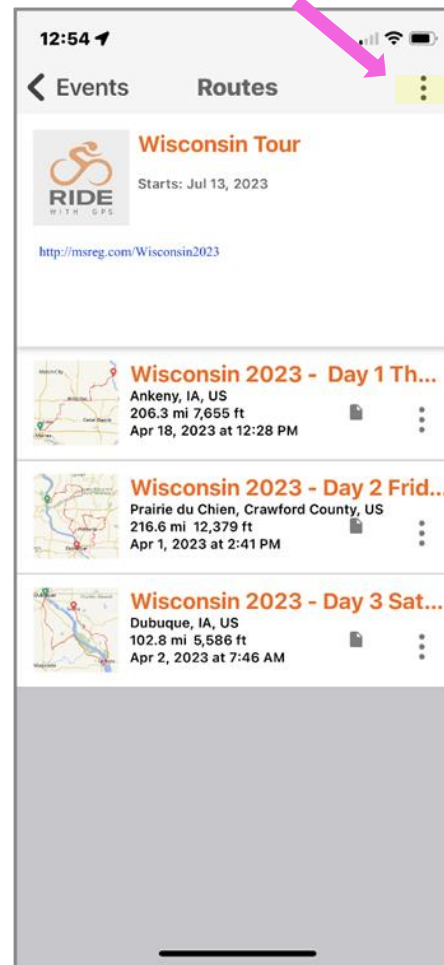 12:54
Events
Routes
RIDE
WITH GPS
Wisconsin Tour
Starts: Jul 13, 2023
http://msreg.com/Wisconsin2023
Wisconsin 2023 - Day 1 Th...
Ankeny, IA, US
206.3 mi 7,655 ft
Apr 18, 2023 at 12:28 PM
Wisconsin 2023 - Day 2 Frid...
Prairie du Chien, Crawford County, US
216.6 mi 12,379 ft
Apr 1, 2023 at 2:41 PM
Wisconsin 2023 - Day 3 Sat...
Dubuque, IA, US
102.8 mi 5,586 ft
Apr 2, 2023 at 7:46 AM